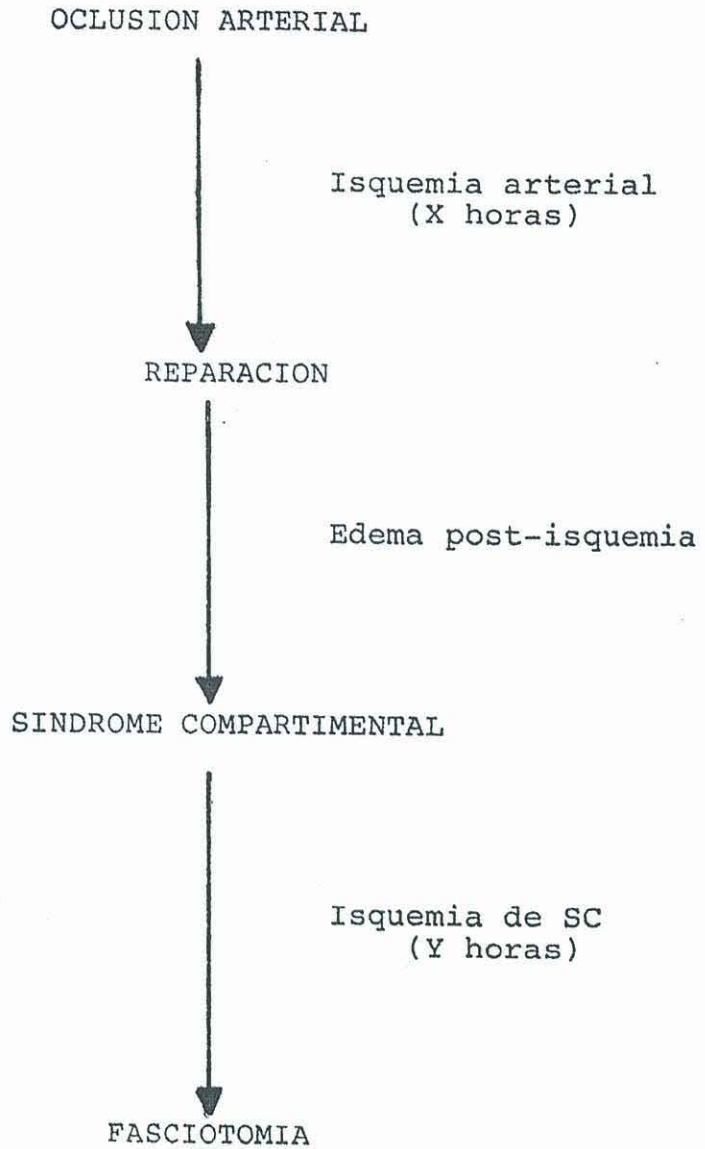 OCLUSION ARTERIAL
Isquemia arterial
(X horas)
REPARACION
Edema post-isquemia
SINDROME COMPARTIMENTAL
Isquemia de SC
(Y horas)
FASCIOTOMIA